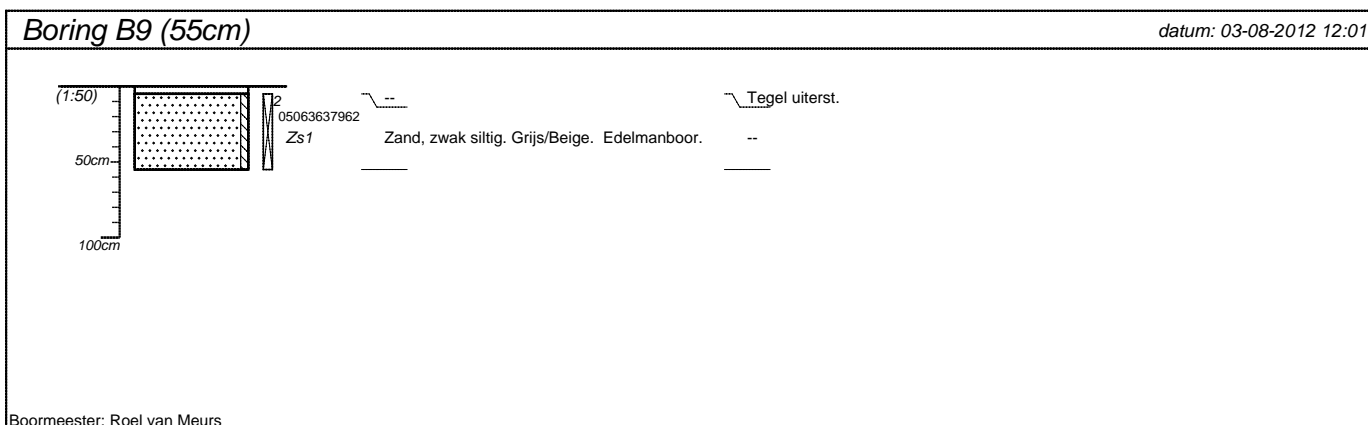 Boring B9 (55cm)
datum: 03-08-2012 12:01
(1:50)
2
--
Tegel uiterst.
05063637962
Zs1
Zand, zwak siltig. Grijs/Beige. Edelmanboor.
--
50cm
100cm
Boormeester: Roel van Meurs